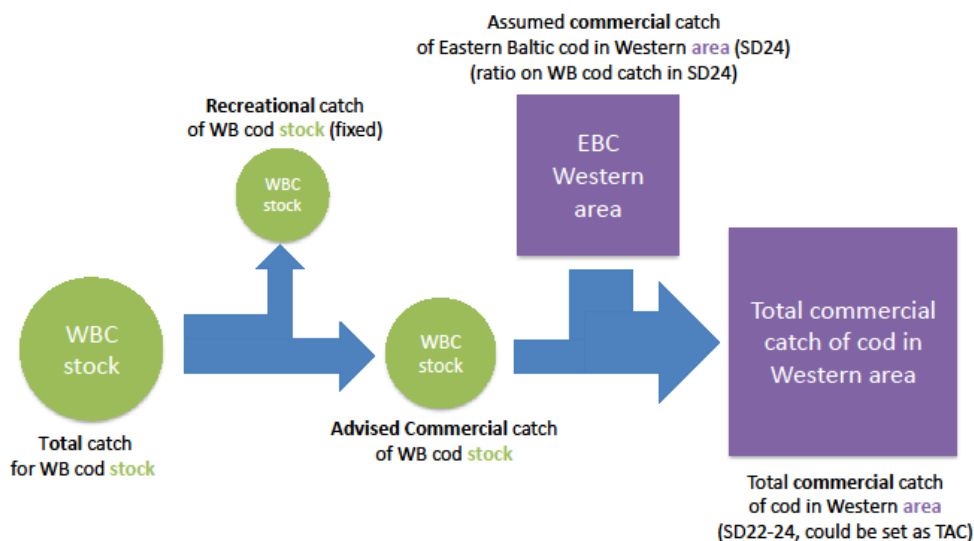 Assumed commercial catch
of Eastern Baltic cod in Western area (SD24)
(ratio on WB cod catch in SD24)
Recreational catch
of WB cod stock (fixed)
WBC
stock
EBC
Western
area
WBC
stock
Total catch
for WB cod stock
WBC
stock
Advised Commercial catch
of WB cod stock
Total commercial
catch of cod in
Western area
Total commercial catch
of cod in Western area
(SD22-24, could be set as TAC)